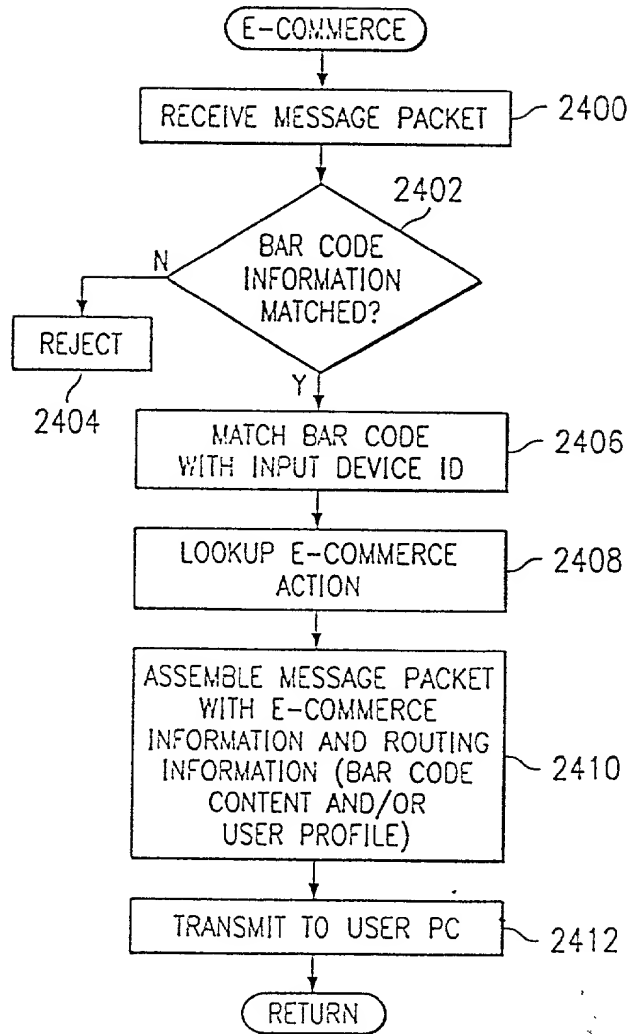 E-COMMERCE
RECEIVE MESSAGE PACKET
2400
2402
BAR CODE
INFORMATION
MATCHED?
N
REJECT
2404
Y
MATCH BAR CODE
WITH INPUT DEVICE ID
2406
LOOKUP E-COMMERCE
ACTION
2408
ASSEMBLE MESSAGE PACKET
WITH E-COMMERCE
INFORMATION AND ROUTING
INFORMATION (BAR CODE
CONTENT AND/OR
USER PROFILE)
2410
TRANSMIT TO USER PC
2412
RETURN